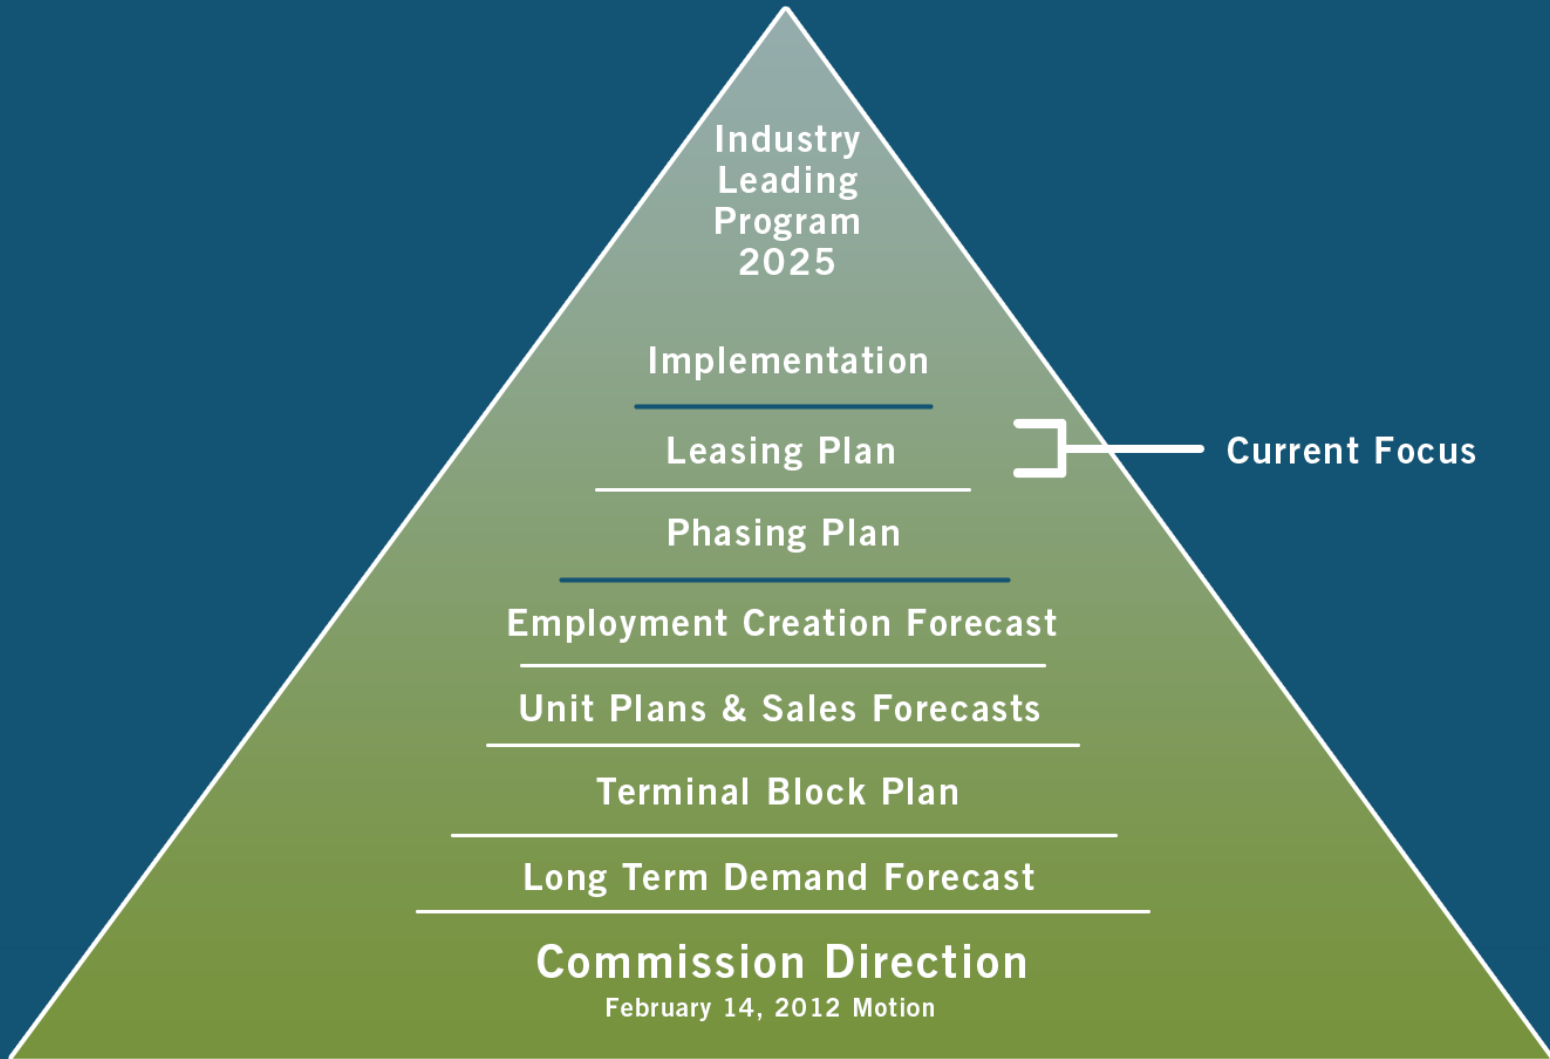 Industry
Leading
Program
2025
Implementation
Leasing Plan
Current Focus
Phasing Plan
Employment Creation Forecast
Unit Plans & Sales Forecasts
Terminal Block Plan
Long Term Demand Forecast
Commission Direction
February 14, 2012 Motion